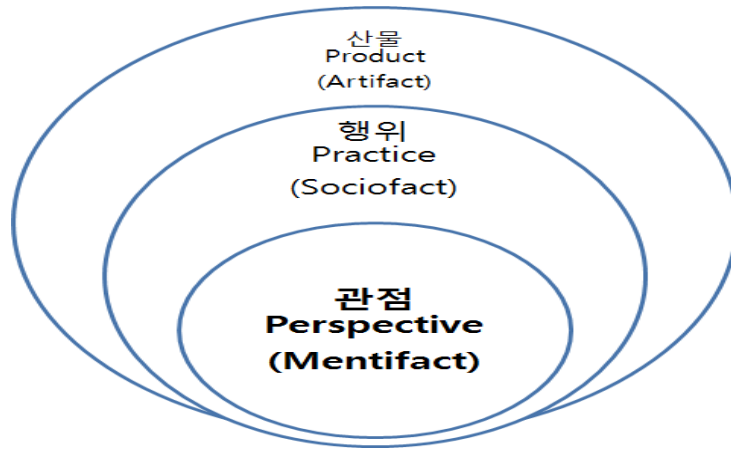 산물
Product
(Artifact)
행위
Practice
(Sociofact)
관점
Perspective
(Mentifact)